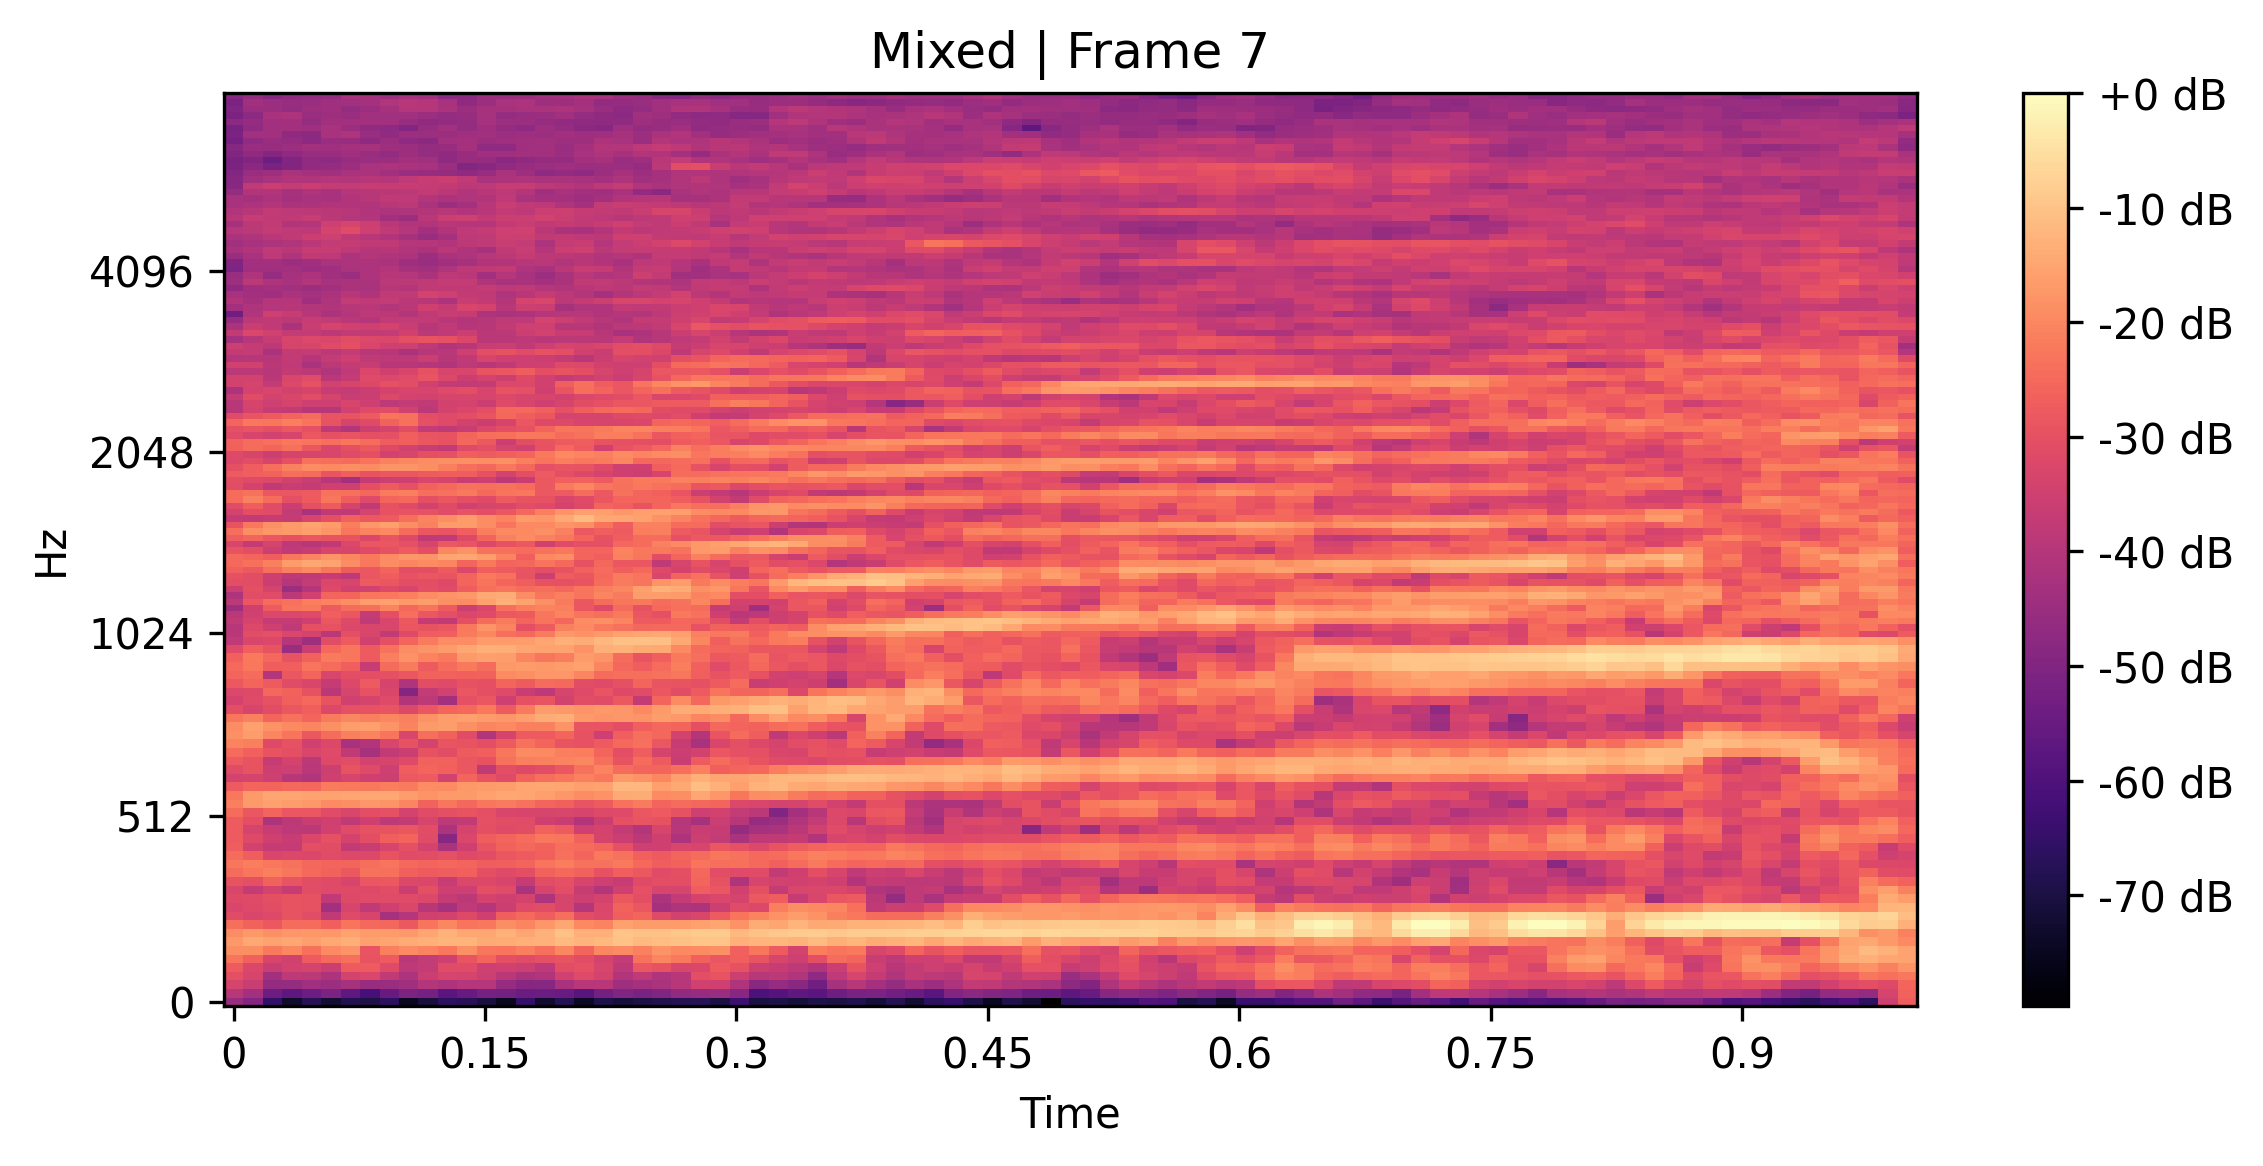 Mixed | Frame 7
+0 dB
-10 dB
-20 dB
-30 dB
-40 dB
-50 dB
-60 dB
-70 dB
Hz
4096
2048
1024
512
0
0 0.15 0.3 0.45 0.6 0.75 0.9
Time